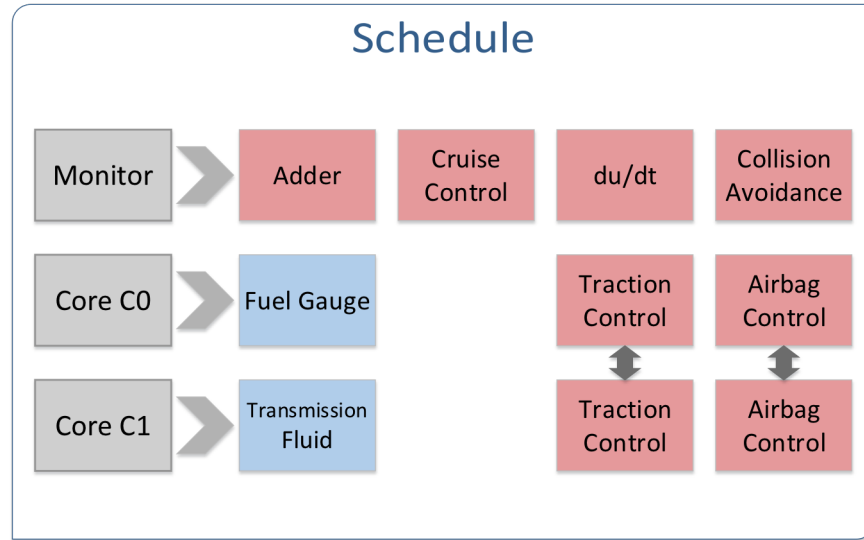 Schedule
Monitor
Adder
Cruise
Control
du/dt
Collision
Avoidance
Core C0
Fuel Gauge
Traction
Control
Airbag
Control
Core C1
Transmission
Fluid
Traction
Control
Airbag
Control